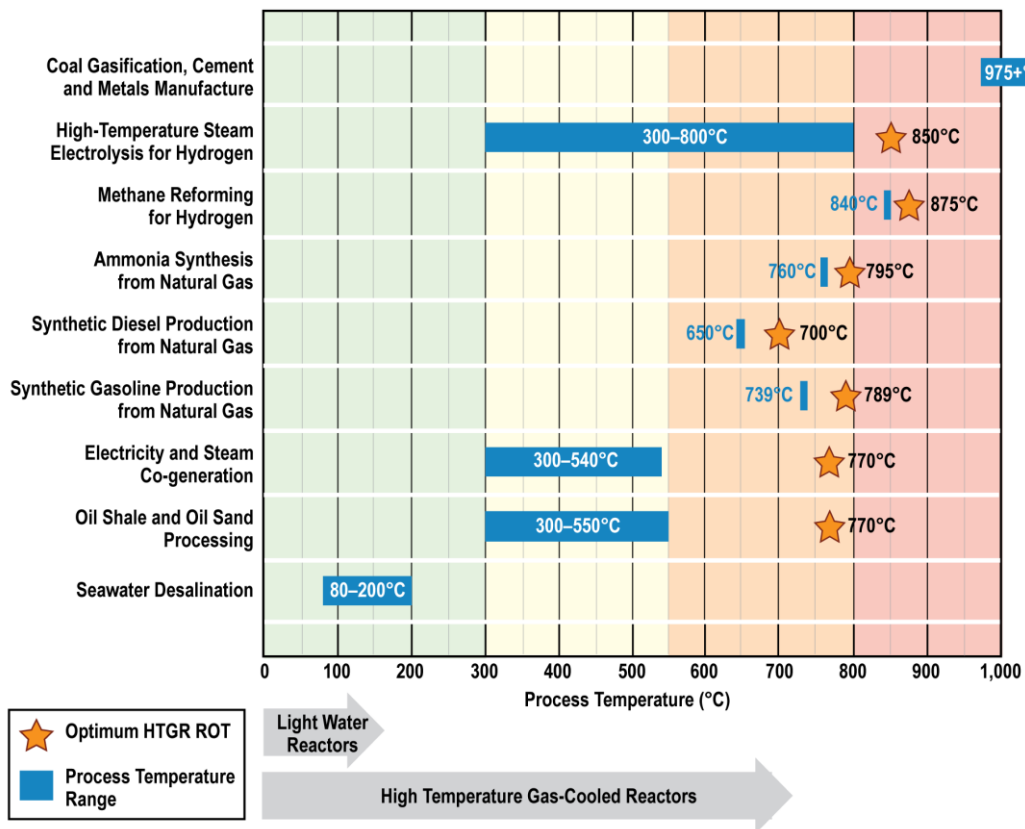 Coal Gasification, Cement
and Metals Manufacture
975+°
High-Temperature Steam
Electrolysis for Hydrogen
300–800°C
850°C
Methane Reforming
for Hydrogen
840°C
875°C
Ammonia Synthesis
from Natural Gas
760°C
795°C
Synthetic Diesel Production
from Natural Gas
650°C
700°C
Synthetic Gasoline Production
from Natural Gas
739°C
789°C
Electricity and Steam
Co-generation
300–540°C
770°C
Oil Shale and Oil Sand
Processing
300–550°C
770°C
Seawater Desalination
80–200°C
0 100 200 300 400 500 600 700 800 900 1,000
Process Temperature (°C)
Optimum HTGR ROT
Process Temperature
Range
Light Water
Reactors
High Temperature Gas-Cooled Reactors